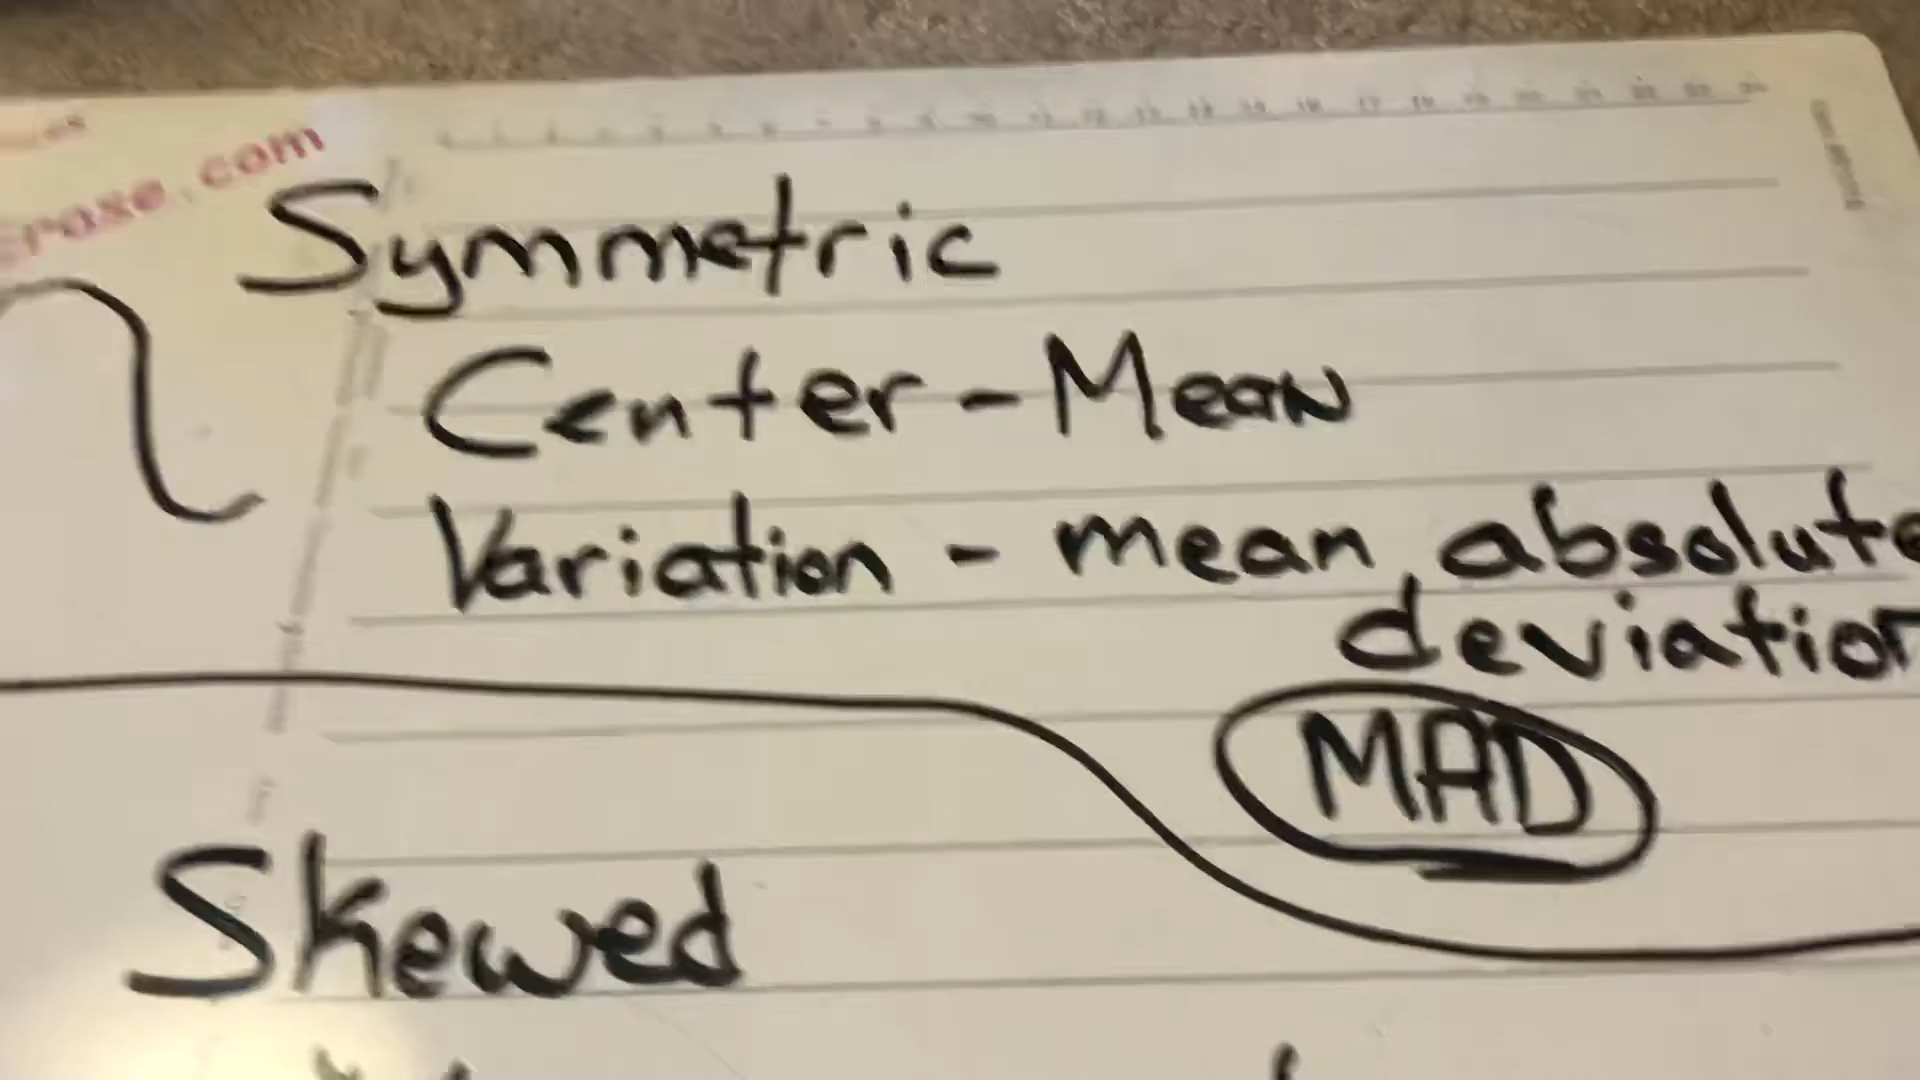 erase.com
Symmetric
Center - Mean
Variation - mean absolute
deviation
MAD
Skewed